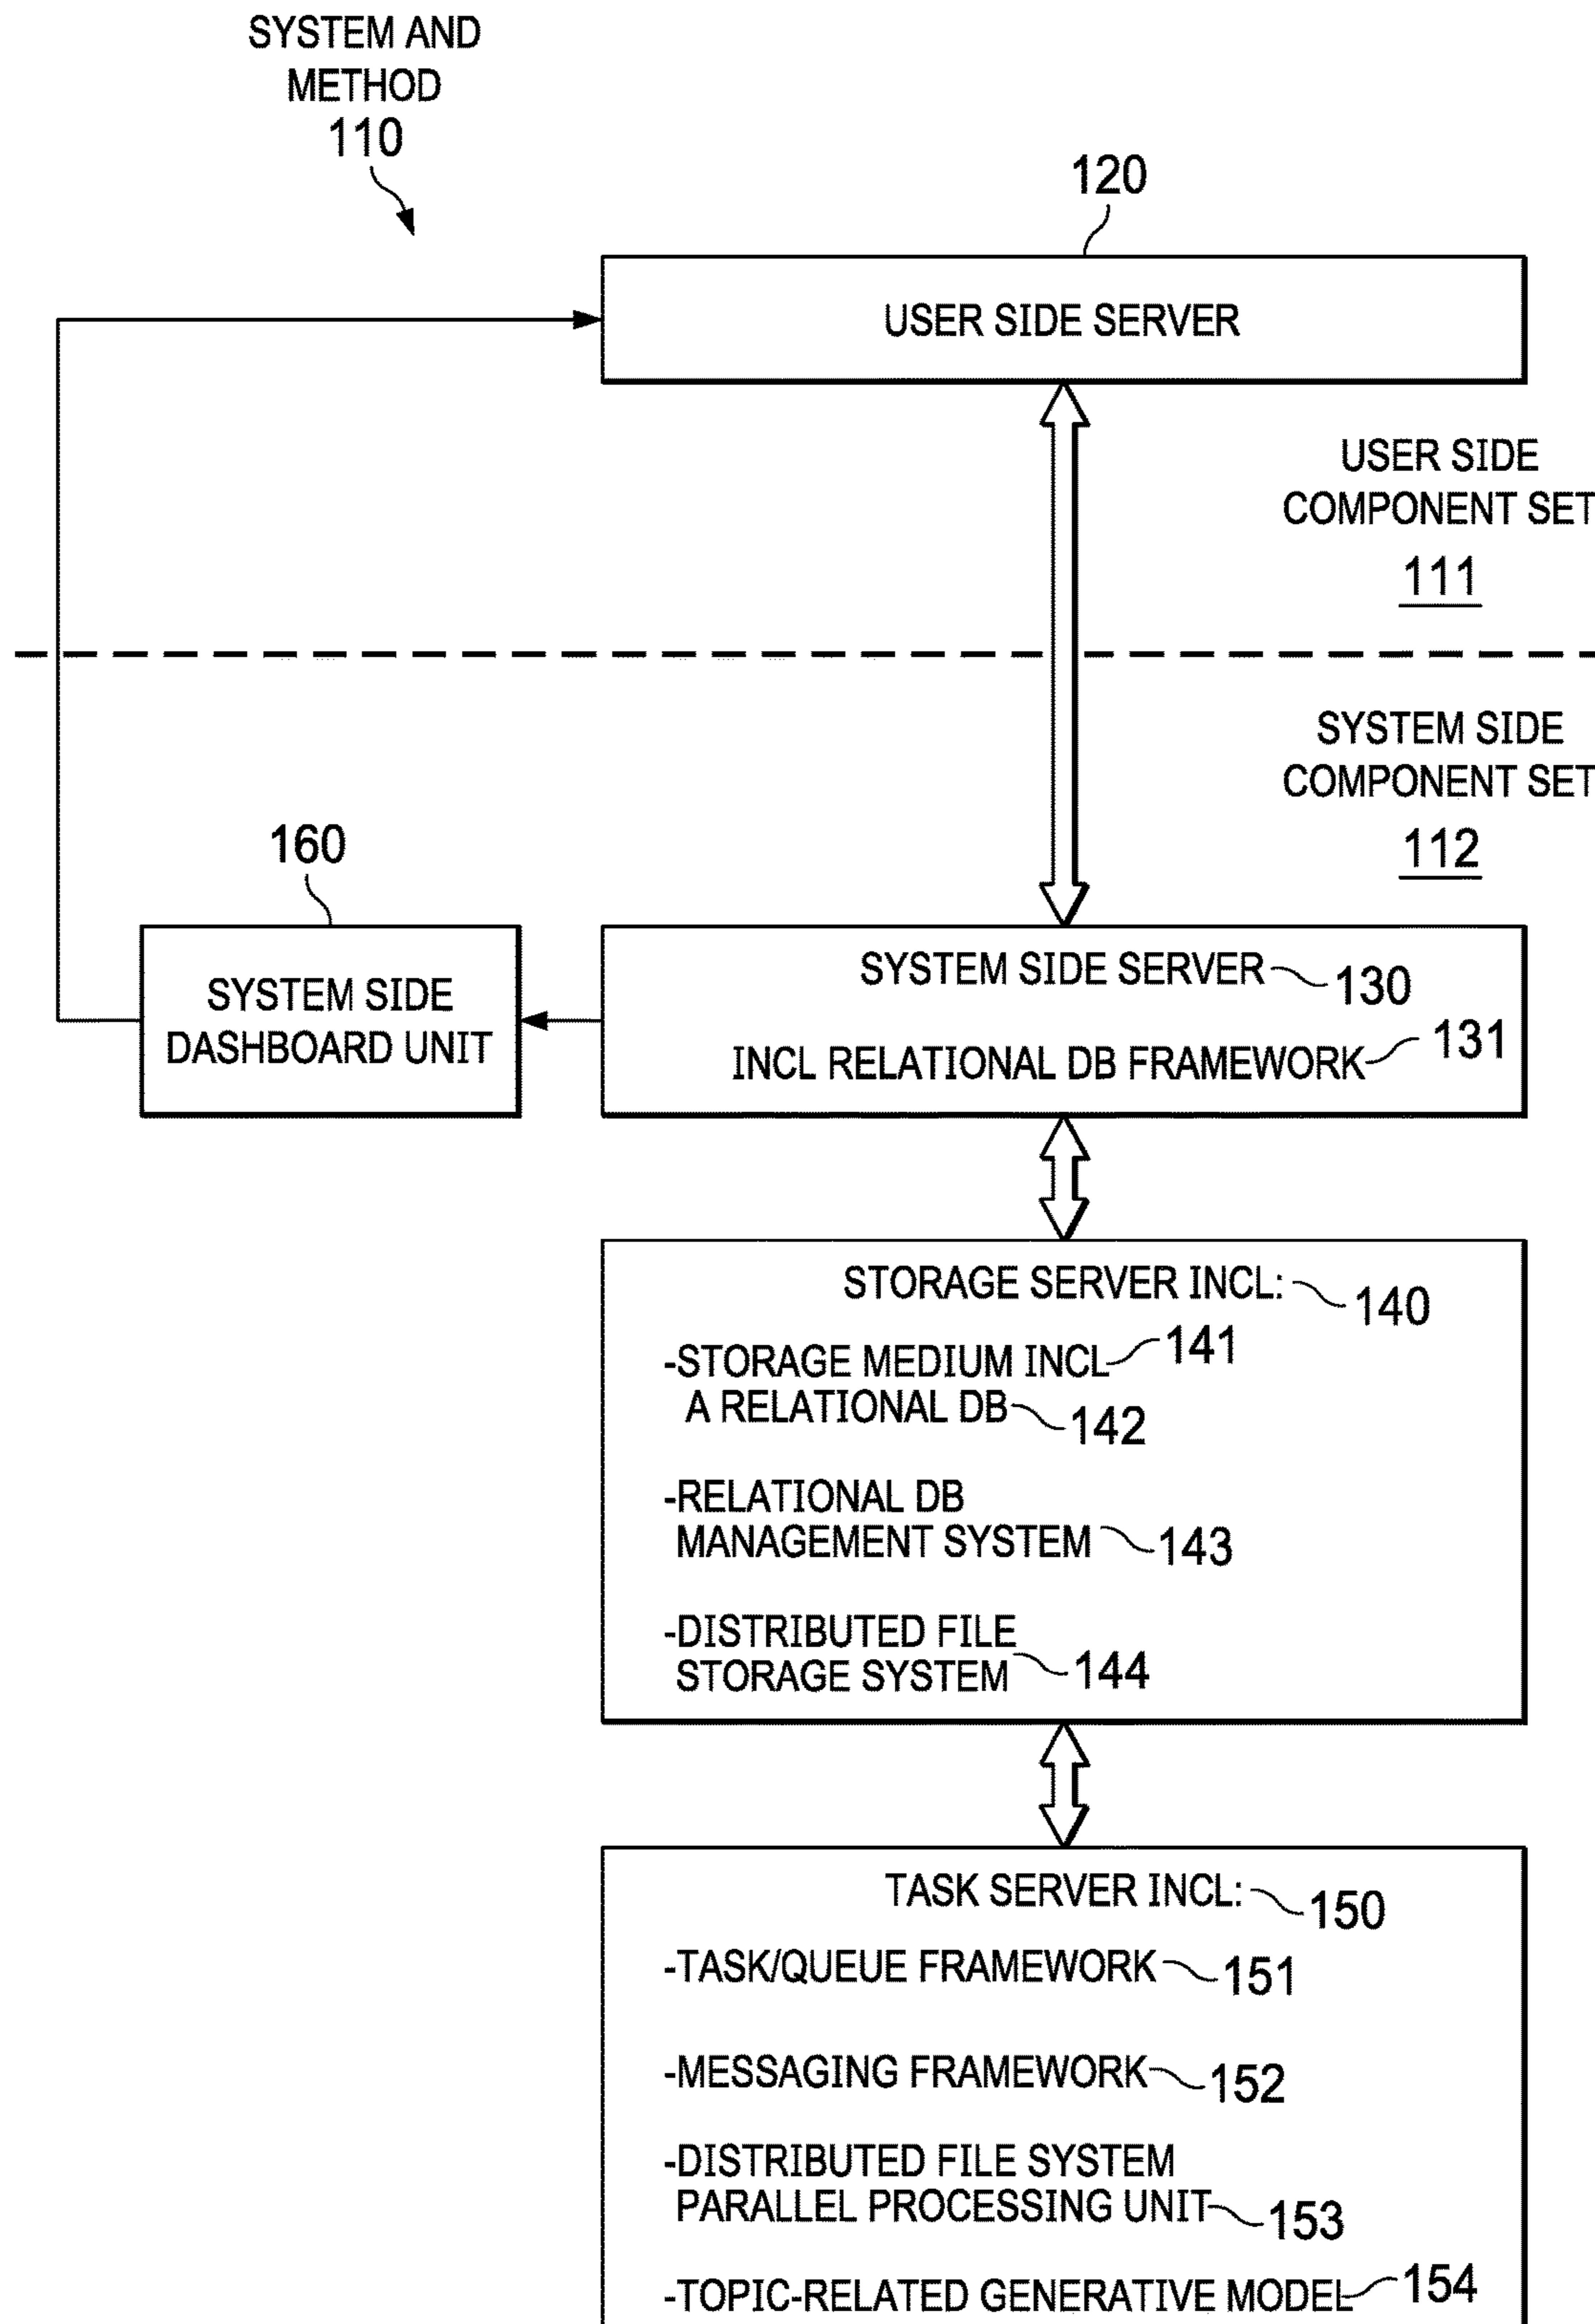 SYSTEM AND
METHOD
110
120
USER SIDE SERVER
USER SIDE
COMPONENT SET
111
SYSTEM SIDE
COMPONENT SET
112
160
SYSTEM SIDE
DASHBOARD UNIT
SYSTEM SIDE SERVER 130
INCL RELATIONAL DB FRAMEWORK 131
STORAGE SERVER INCL: 140
-STORAGE MEDIUM INCL 141
A RELATIONAL DB 142
-RELATIONAL DB
MANAGEMENT SYSTEM 143
-DISTRIBUTED FILE
STORAGE SYSTEM 144
TASK SERVER INCL: 150
-TASK/QUEUE FRAMEWORK 151
-MESSAGING FRAMEWORK 152
-DISTRIBUTED FILE SYSTEM
PARALLEL PROCESSING UNIT 153
-TOPIC-RELATED GENERATIVE MODEL 154